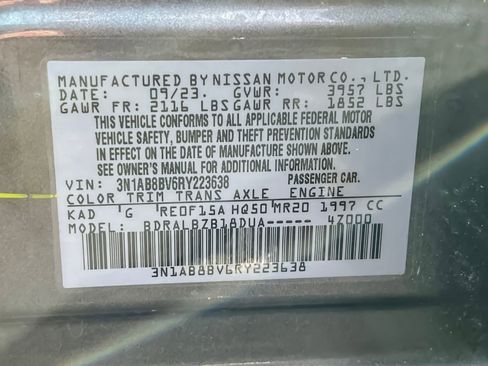 MANUFACTURED BY NISSAN MOTOR CO., LTD.
DATE: 09/23. GVWR: 3957 LBS
GAWR FR: 2116 LBS GAWR RR: 1852 LBS
THIS VEHICLE CONFORMS TO ALL APPLICABLE FEDERAL MOTOR
VEHICLE SAFETY, BUMPER AND THEFT PREVENTION STANDARDS
IN EFFECT ON THE DATE OF MANUFACTURE SHOWN ABOVE.
SEE OWNER'S MANUAL FOR ADDITIONAL INFORMATION.
VIN: 3N1AB8BV6RY223638 PASSENGER CAR.
COLOR TRIM TRANS AXLE ENGINE
KAD G RE0F15A HQ50 MR20 1997 CC
MODEL: BDRALBZB18DUA----- 4Z000
3N1AB8BV6RY223638